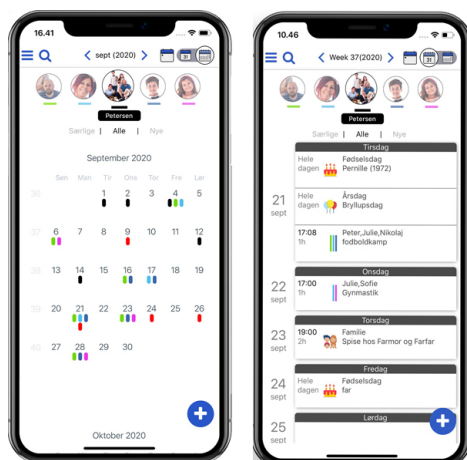 16.41
sept (2020)
31
Petersen
Særlige | Alle | Nye
September 2020
Søn Man Tir Ons Tor Fre Lør
36 1 2 3 4 5
37 6 7 8 9 10 11 12
38 13 14 15 16 17 18 19
39 20 21 22 23 24 25 26
40 27 28 29 30
Oktober 2020
10.46
Week 37(2020)
31
Petersen
Særlige | Alle | Nye
Tirsdag
21 sept
Hele dagen
Fødselsdag
Pernille (1972)
Hele dagen
Årsdag
Bryllupsdag
17:08
1h
Peter,Julie,Nikolaj
fodboldkamp
Onsdag
22 sept
17:00
1h
Julie,Sofie
Gynmastik
Torsdag
23 sept
19:00
2h
Familie
Spise hos Farmor og Farfar
Fredag
24 sept
Hele dagen
Fødselsdag
far
Lørdag
25 sept